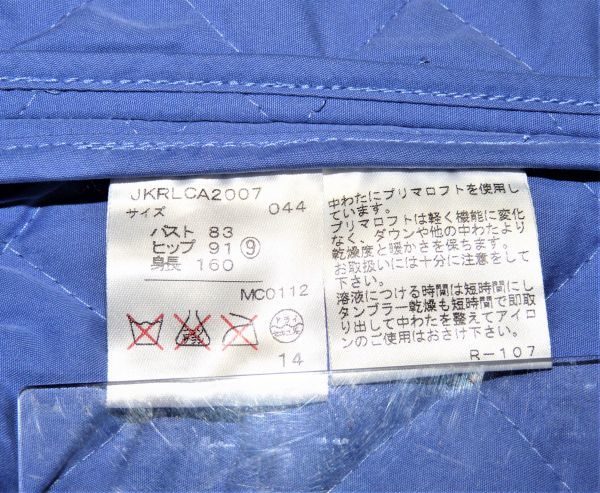 JKRLCA2007
サイズ
044
バスト 83
ヒップ 91 ⑨
身長 160
MC0112
ドライ
14
中わたにプリマロフトを使用し
ています。
プリマロフトは軽く機能に変化
なく、ダウンや他の中わたより
乾燥度と暖かさを保ちます。
お取扱いには十分に注意をして
下さい。
溶液につける時間は短時間にし
タンブラー乾燥も短時間で即取
り出して中わたを整えてアイロ
ンのご使用はおさけ下さい。
R-107